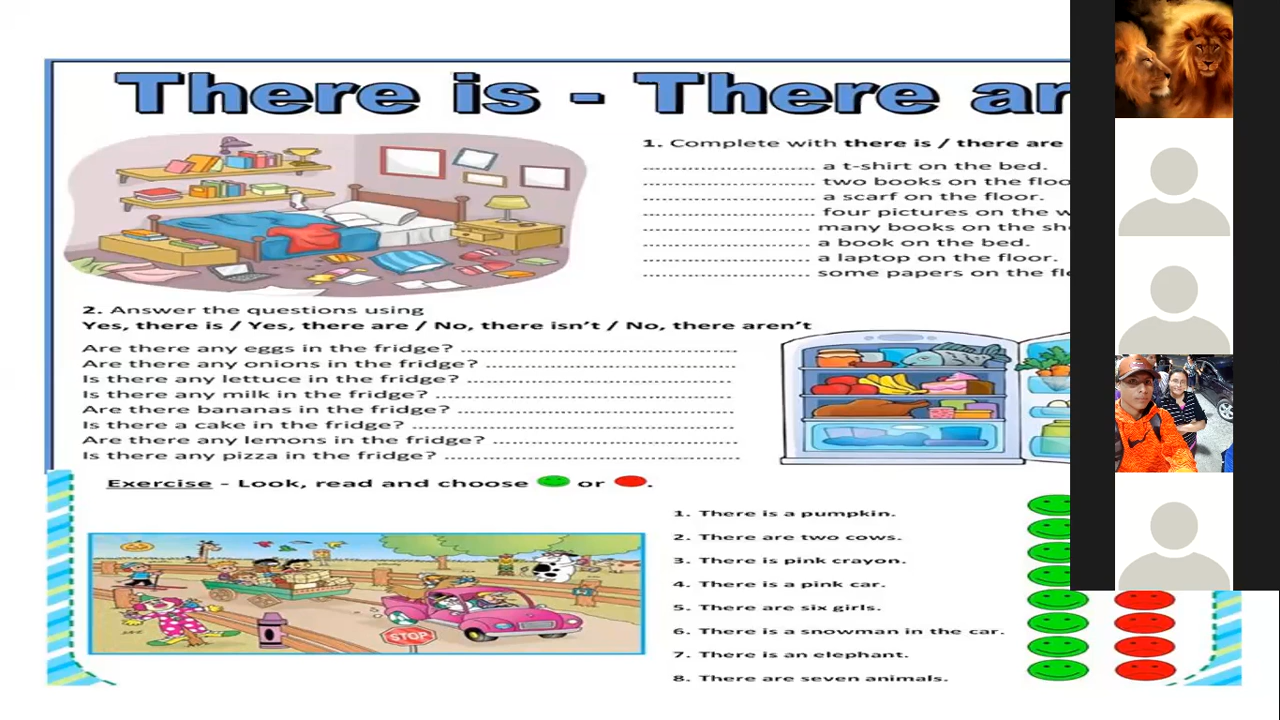 There is - There ar
1. Complete with there is / there are
.................................. a t-shirt on the bed.
.................................. two books on the floo
.................................. a scarf on the floor.
.................................. four pictures on the w
.................................. many books on the sh
.................................. a book on the bed.
.................................. a laptop on the floor.
.................................. some papers on the fl
2. Answer the questions using
Yes, there is / Yes, there are / No, there isn't / No, there aren't
Are there any eggs in the fridge? ........................................................
Are there any onions in the fridge? ...................................................
Is there any lettuce in the fridge? .....................................................
Is there any milk in the fridge? ............................................................
Are there bananas in the fridge? ........................................................
Is there a cake in the fridge? ................................................................
Are there any lemons in the fridge? .................................................
Is there any pizza in the fridge? ...........................................................
Exercise - Look, read and choose or .
STOP
1. There is a pumpkin.
2. There are two cows.
3. There is pink crayon.
4. There is a pink car.
5. There are six girls.
6. There is a snowman in the car.
7. There is an elephant.
8. There are seven animals.